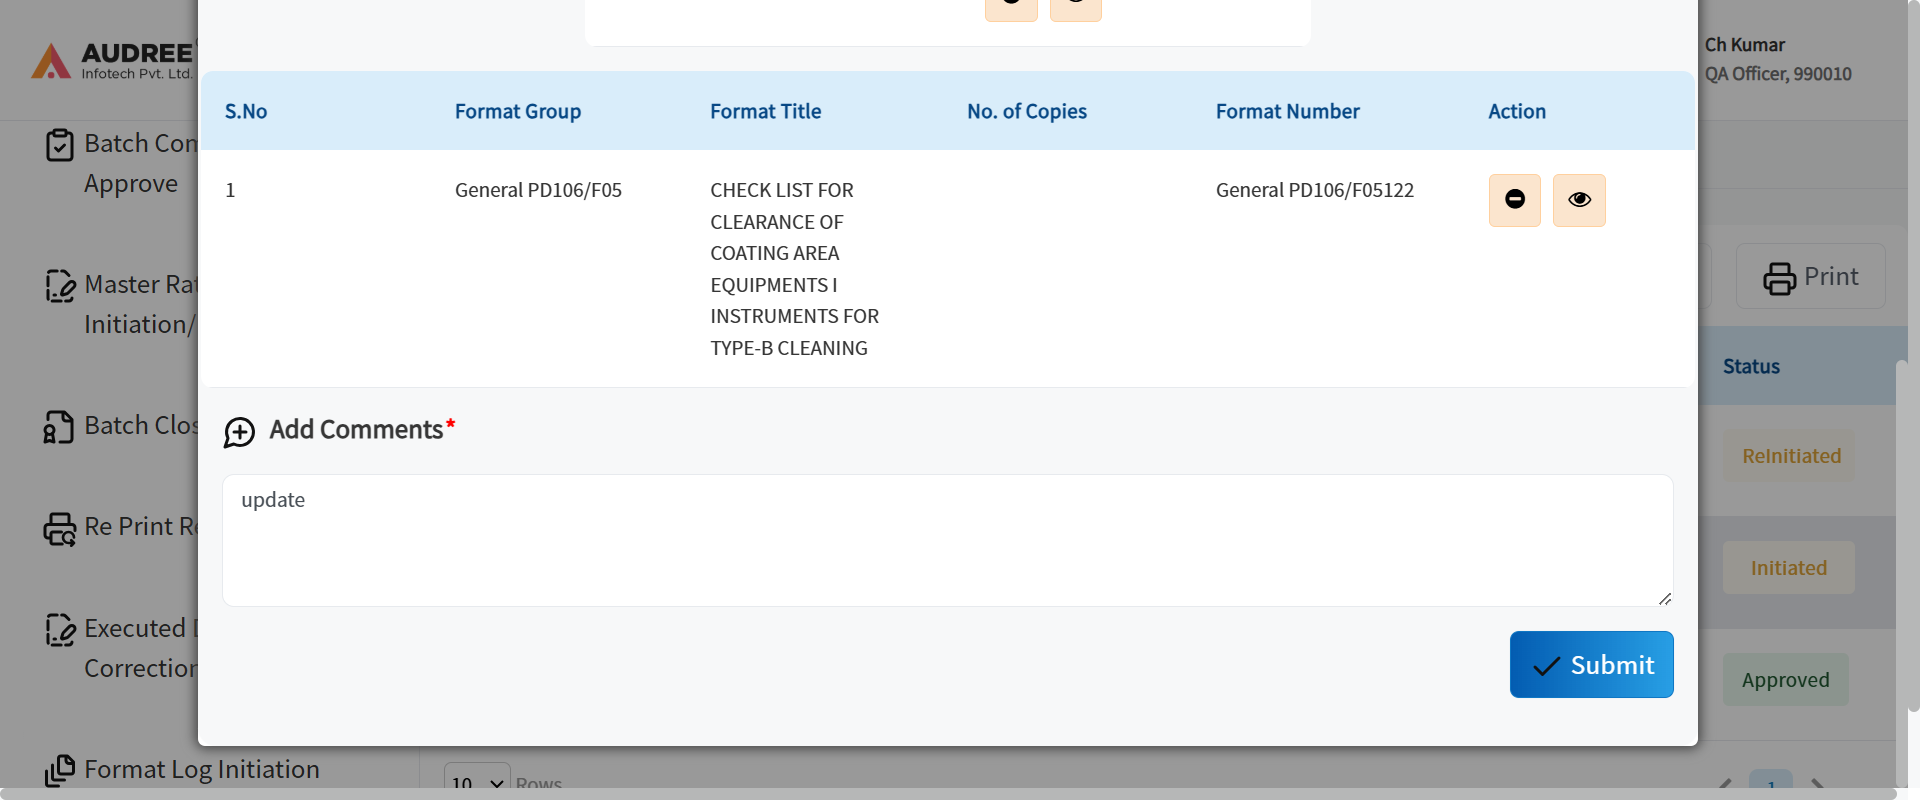 AUDREE
Infotech Pvt. Ltd.
Ch Kumar
QA Officer, 990010
S.No
Format Group
Format Title
No. of Copies
Format Number
Action
1
General PD106/F05
CHECK LIST FOR
CLEARANCE OF
COATING AREA
EQUIPMENTS I
INSTRUMENTS FOR
TYPE-B CLEANING
General PD106/F05122
Add Comments*
update
Submit
Batch Con
Approve
Master Rat
Initiation/
Batch Clos
Re Print Re
Executed
Correction
Format Log Initiation
Print
Status
ReInitiated
Initiated
Approved
10
Rows
1